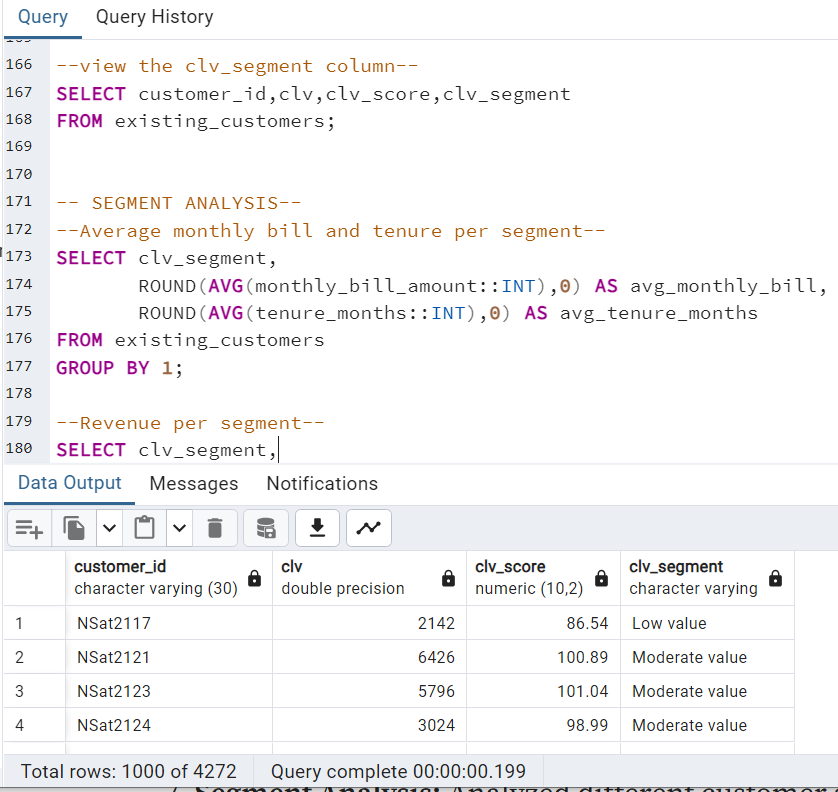 Query Query History
166 --view the clv_segment column--
167 SELECT customer_id,clv,clv_score,clv_segment
168 FROM existing_customers;
169
170
171 -- SEGMENT ANALYSIS--
172 --Average monthly bill and tenure per segment--
173 SELECT clv_segment,
174 ROUND(AVG(monthly_bill_amount::INT),0) AS avg_monthly_bill,
175 ROUND(AVG(tenure_months::INT),0) AS avg_tenure_months
176 FROM existing_customers
177 GROUP BY 1;
178
179 --Revenue per segment--
180 SELECT clv_segment,
Data Output Messages Notifications
customer_id clv clv_score clv_segment
character varying (30) double precision numeric (10,2) character varying
1 NSat2117 2142 86.54 Low value
2 NSat2121 6426 100.89 Moderate value
3 NSat2123 5796 101.04 Moderate value
4 NSat2124 3024 98.99 Moderate value
Total rows: 1000 of 4272 Query complete 00:00:00.199